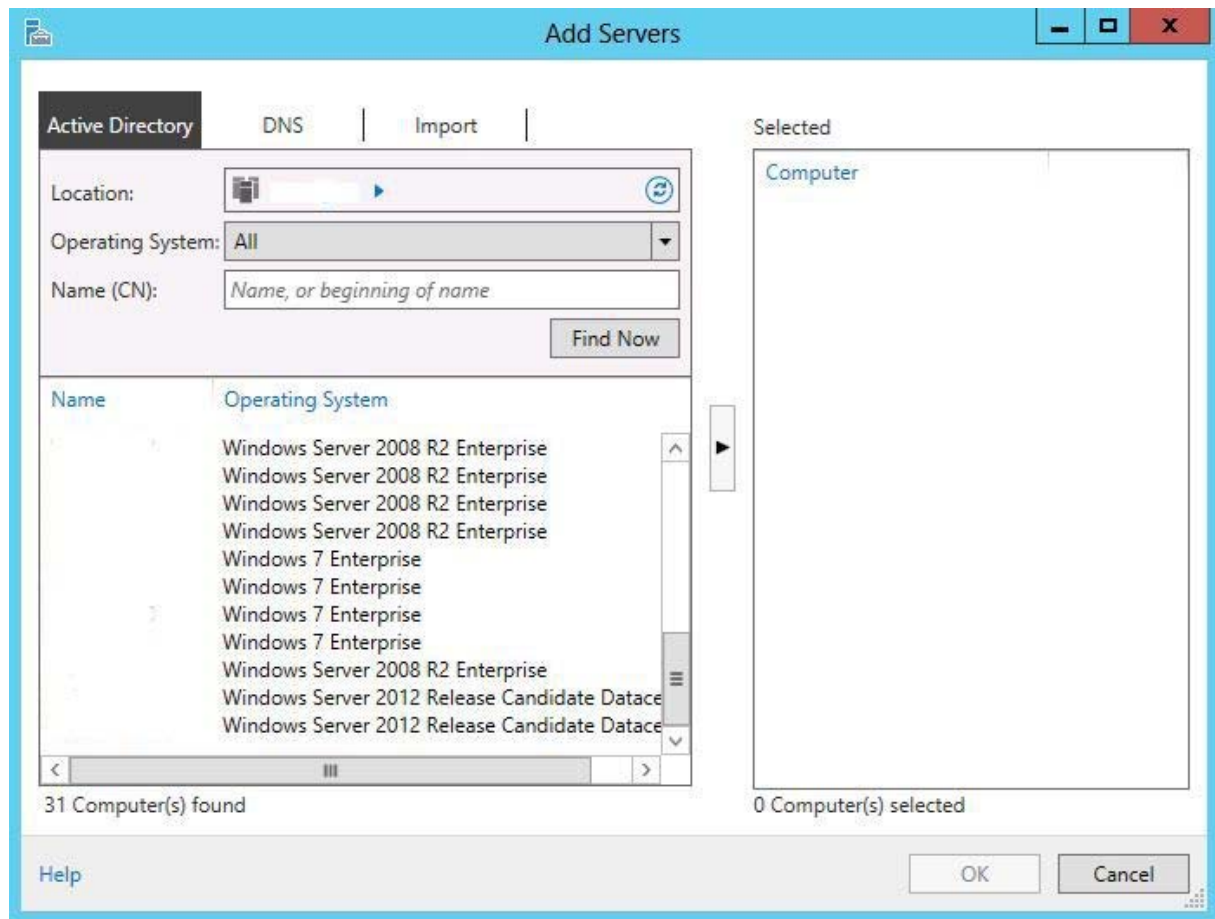 Add Servers
Active Directory
DNS
Import
Selected
Location:
Operating System:
All
Name (CN):
Name, or beginning of name
Find Now
Computer
Name
Operating System
Windows Server 2008 R2 Enterprise
Windows Server 2008 R2 Enterprise
Windows Server 2008 R2 Enterprise
Windows Server 2008 R2 Enterprise
Windows 7 Enterprise
Windows 7 Enterprise
Windows 7 Enterprise
Windows 7 Enterprise
Windows Server 2008 R2 Enterprise
Windows Server 2012 Release Candidate Datace
Windows Server 2012 Release Candidate Datace
31 Computer(s) found
0 Computer(s) selected
Help
OK
Cancel